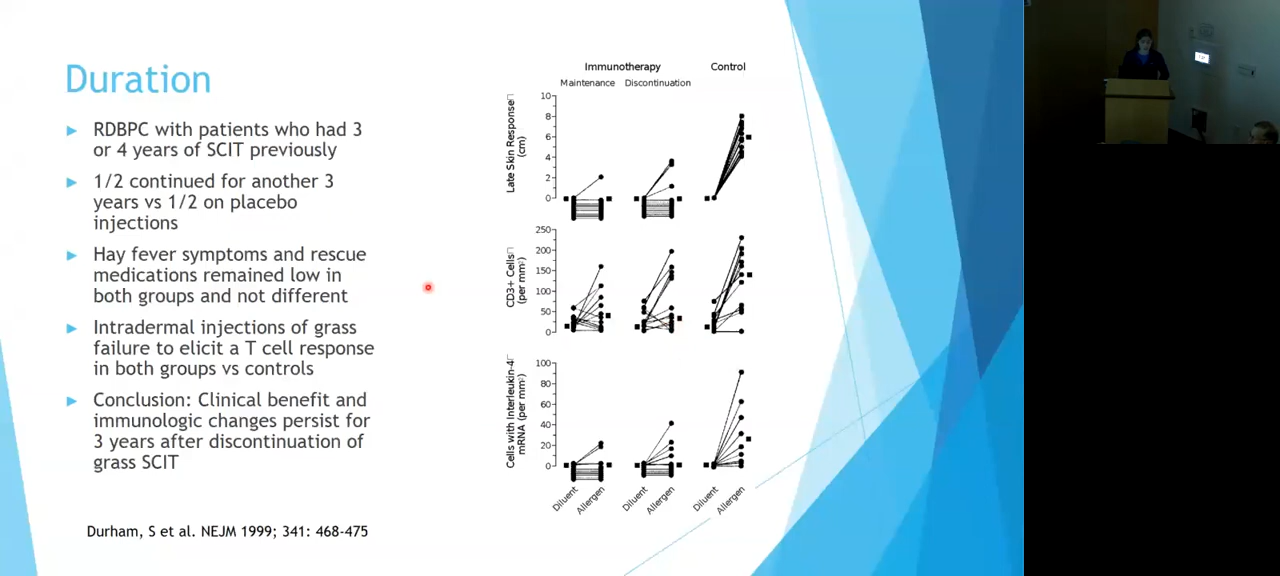 Duration
RDBPC with patients who had 3
or 4 years of SCIT previously
1/2 continued for another 3
years vs 1/2 on placebo
injections
Hay fever symptoms and rescue
medications remained low in
both groups and not different
Intradermal injections of grass
failure to elicit a T cell response
in both groups vs controls
Conclusion: Clinical benefit and
immunologic changes persist for
3 years after discontinuation of
grass SCIT
Durham, S et al. NEJM 1999; 341: 468-475
Immunotherapy
Control
Maintenance
Discontinuation
Late Skin Response
(cm)
10
8
6
4
2
0
CD3+ Cells
(per mm²)
250
200
150
100
50
0
Cells with Interleukin-4
mRNA (per mm²)
100
80
60
40
20
0
Diluent
Allergen
Diluent
Allergen
Diluent
Allergen